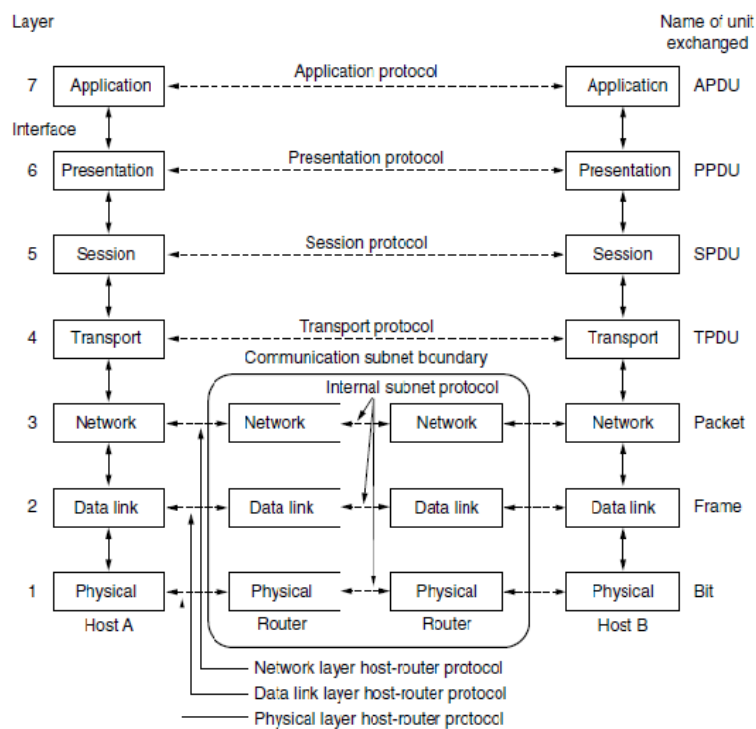 Layer
Name of unit
exchanged
7 Application Application protocol Application APDU
Interface
6 Presentation Presentation protocol Presentation PPDU
5 Session Session protocol Session SPDU
4 Transport Transport protocol Transport TPDU
Communication subnet boundary
Internal subnet protocol
3 Network Network Network Network Packet
2 Data link Data link Data link Data link Frame
1 Physical Physical Physical Physical Bit
Host A Router Router Host B
Network layer host-router protocol
Data link layer host-router protocol
Physical layer host-router protocol